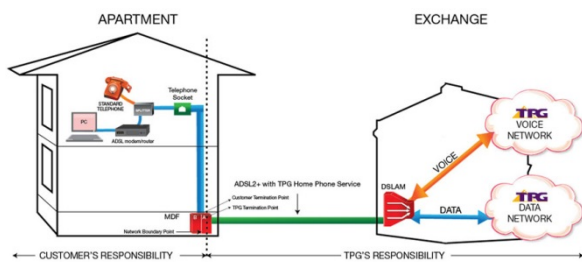 APARTMENT
EXCHANGE
STANDARD
TELEPHONE
Telephone
Socket
PC
ADSL modem/router
TPG
VOICE
NETWORK
VOICE
ADSL2+ with TPG Home Phone Service
DSLAM
Customer Termination Point
TPG Termination Point
MDF
DATA
TPG
DATA
NETWORK
Network Boundary Point
CUSTOMER'S RESPONSIBILITY
TPG'S RESPONSIBILITY